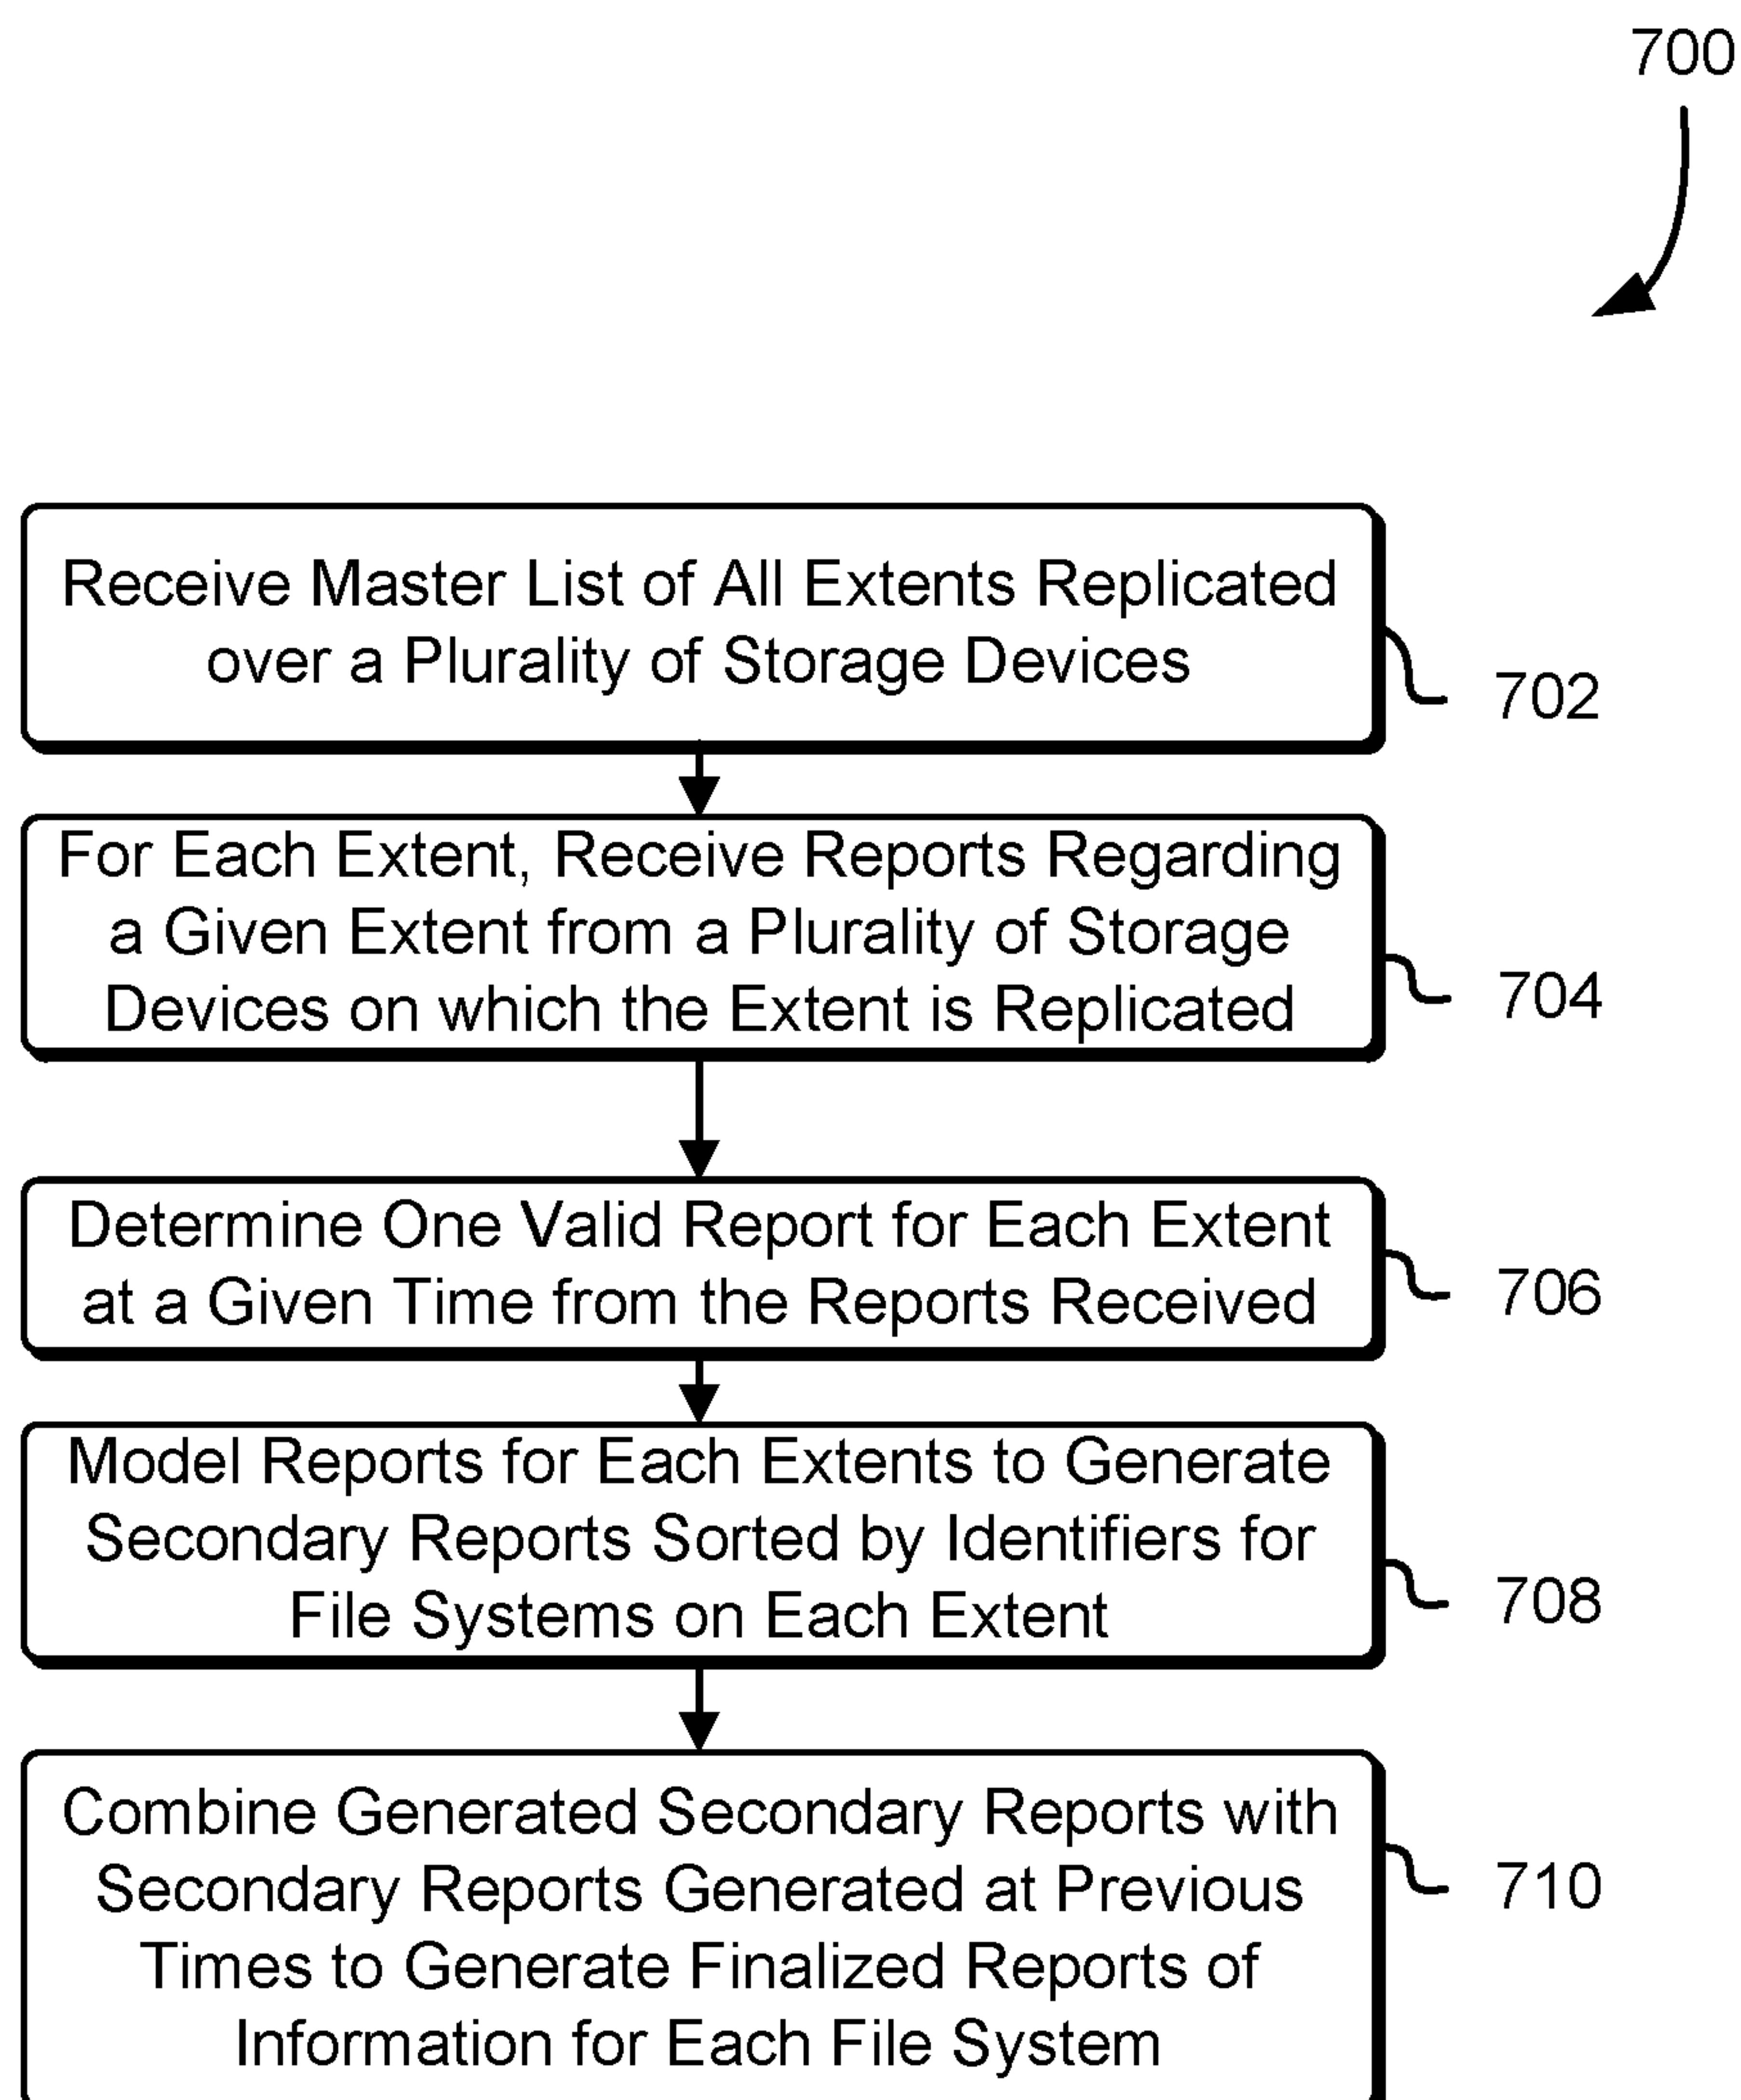 700
Receive Master List of All Extents Replicated
over a Plurality of Storage Devices
702
For Each Extent, Receive Reports Regarding
a Given Extent from a Plurality of Storage
Devices on which the Extent is Replicated
704
Determine One Valid Report for Each Extent
at a Given Time from the Reports Received
706
Model Reports for Each Extents to Generate
Secondary Reports Sorted by Identifiers for
File Systems on Each Extent
708
Combine Generated Secondary Reports with
Secondary Reports Generated at Previous
Times to Generate Finalized Reports of
Information for Each File System
710